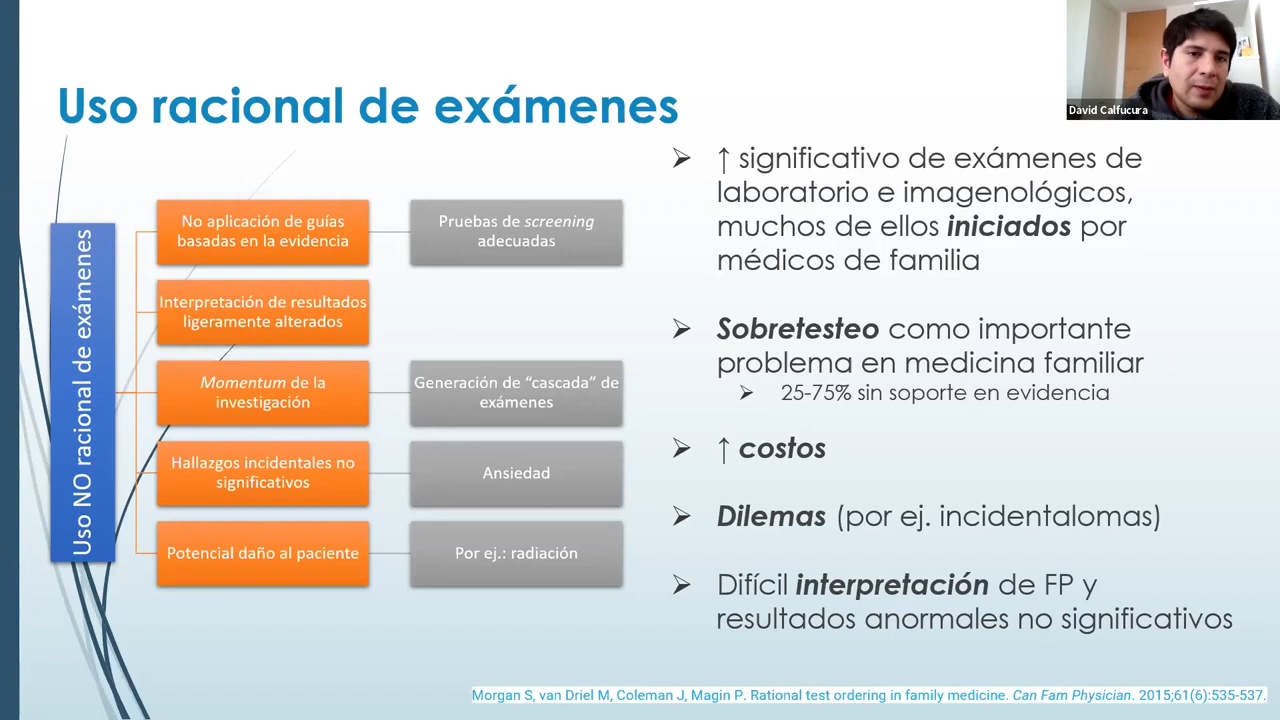 David Calfucura
Uso racional de exámenes
Uso NO racional de exámenes
No aplicación de guías
basadas en la evidencia
Pruebas de screening
adecuadas
Interpretación de resultados
ligeramente alterados
Momentum de la
investigación
Generación de “cascada” de
exámenes
Hallazgos incidentales no
significativos
Ansiedad
Potencial daño al paciente
Por ej.: radiación
➢ ↑ significativo de exámenes de
laboratorio e imagenológicos,
muchos de ellos iniciados por
médicos de familia
➢ Sobretesteo como importante
problema en medicina familiar
➢ 25-75% sin soporte en evidencia
➢ ↑ costos
➢ Dilemas (por ej. incidentalomas)
➢ Difícil interpretación de FP y
resultados anormales no significativos
Morgan S, van Driel M, Coleman J, Magin P. Rational test ordering in family medicine. Can Fam Physician. 2015;61(6):535-537.